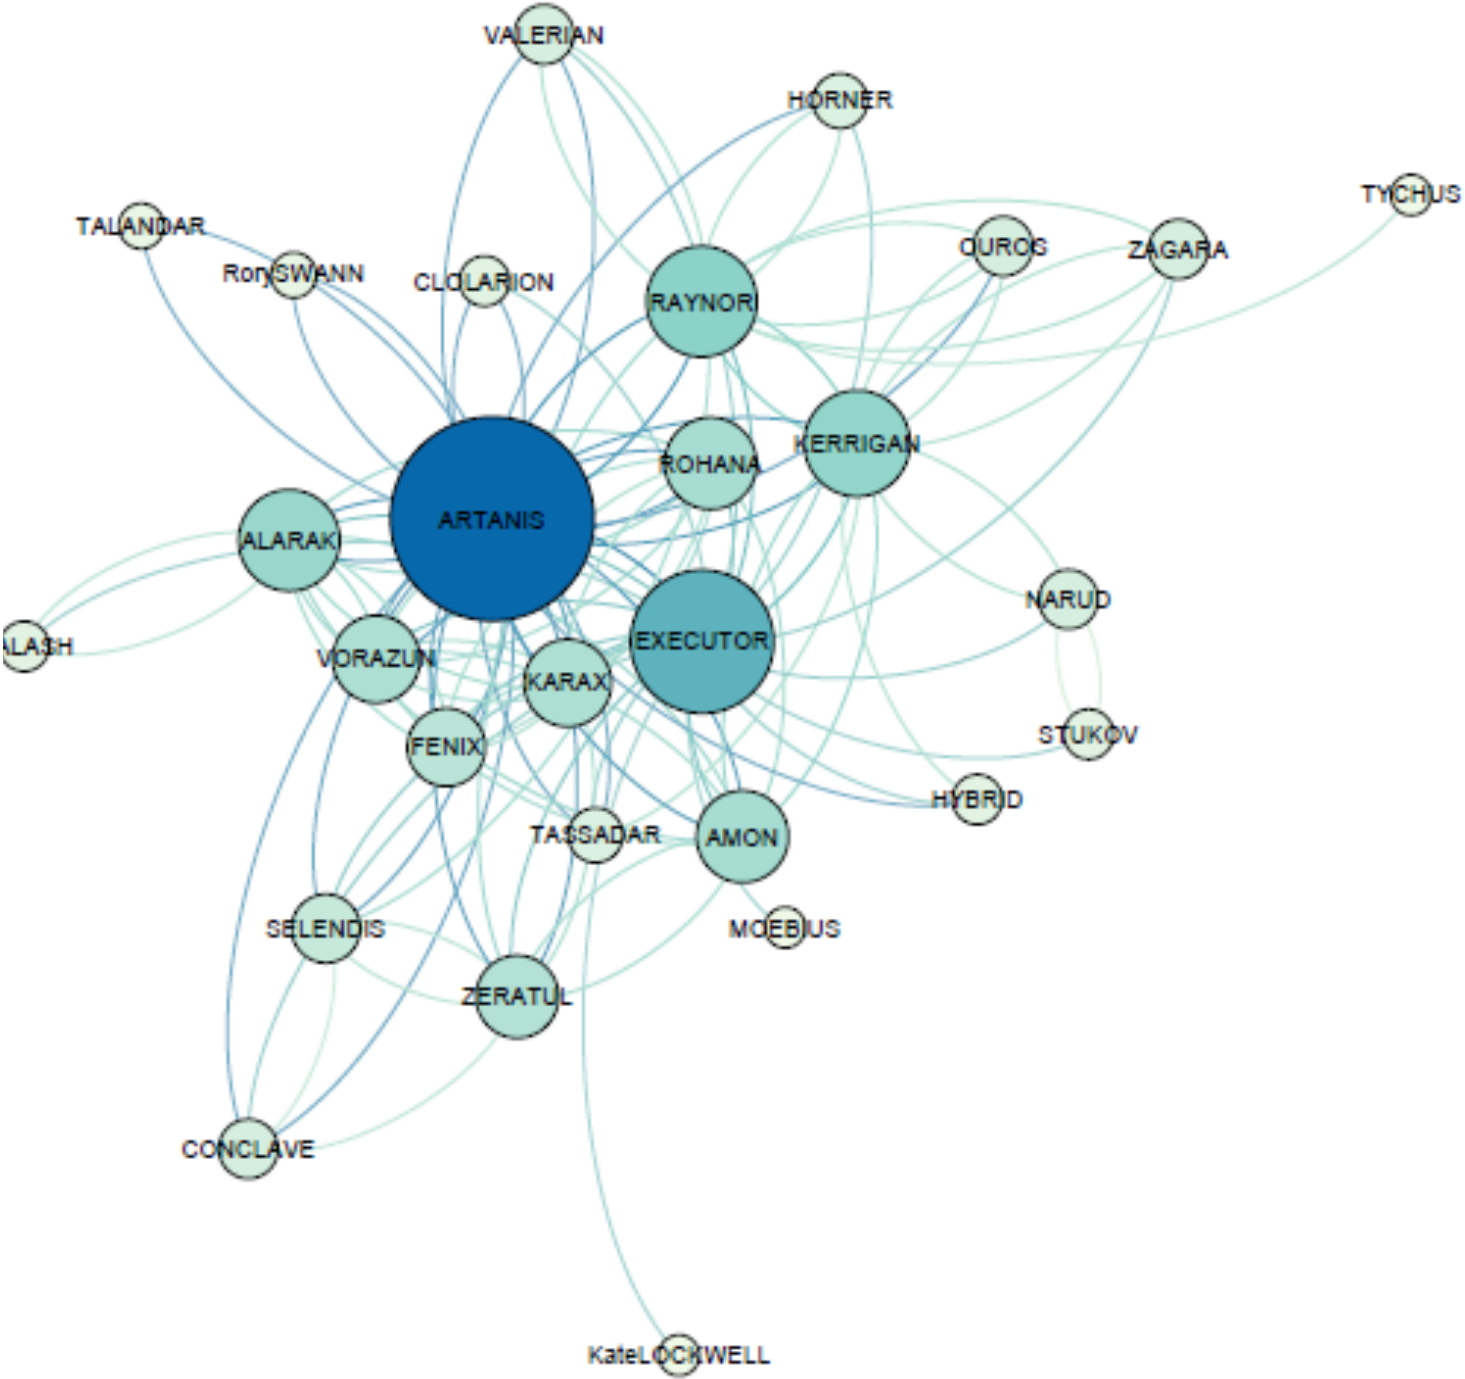 VALERIAN
HORNER
TYCHUS
TALANDAR
OUROS
ZAGARA
RorySWANN
CLOLARION
RAYNOR
KERRIGAN
ROHANA
ARTANIS
ALARAK
NARUD
EXECUTOR
ALASH
VORAZUN
KARAX
STUKOV
FENIX
HYBRID
TASSADAR
AMON
SELENDIS
MOEBIUS
ZERATUL
CONCLAVE
KateLOCKWELL